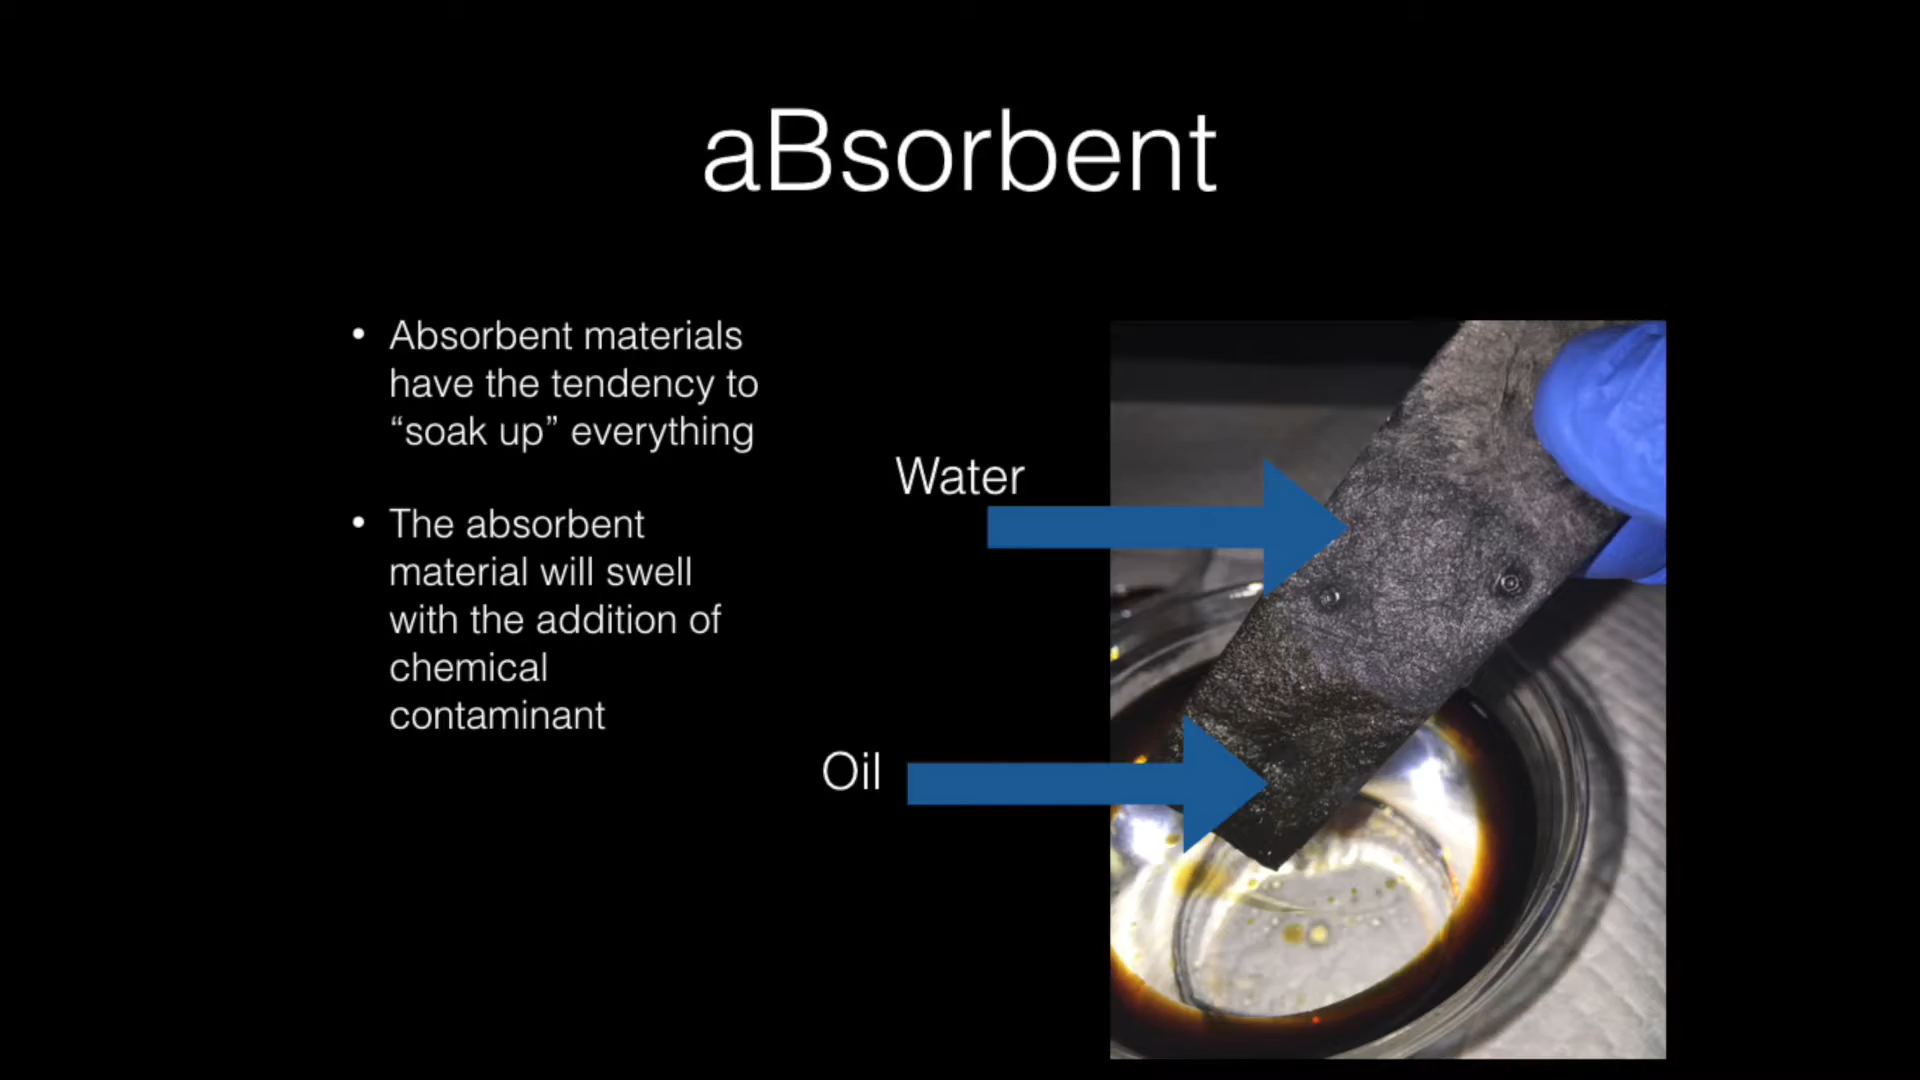 aBsorbent
• Absorbent materials
have the tendency to
“soak up” everything
• The absorbent
material will swell
with the addition of
chemical
contaminant
Water
Oil